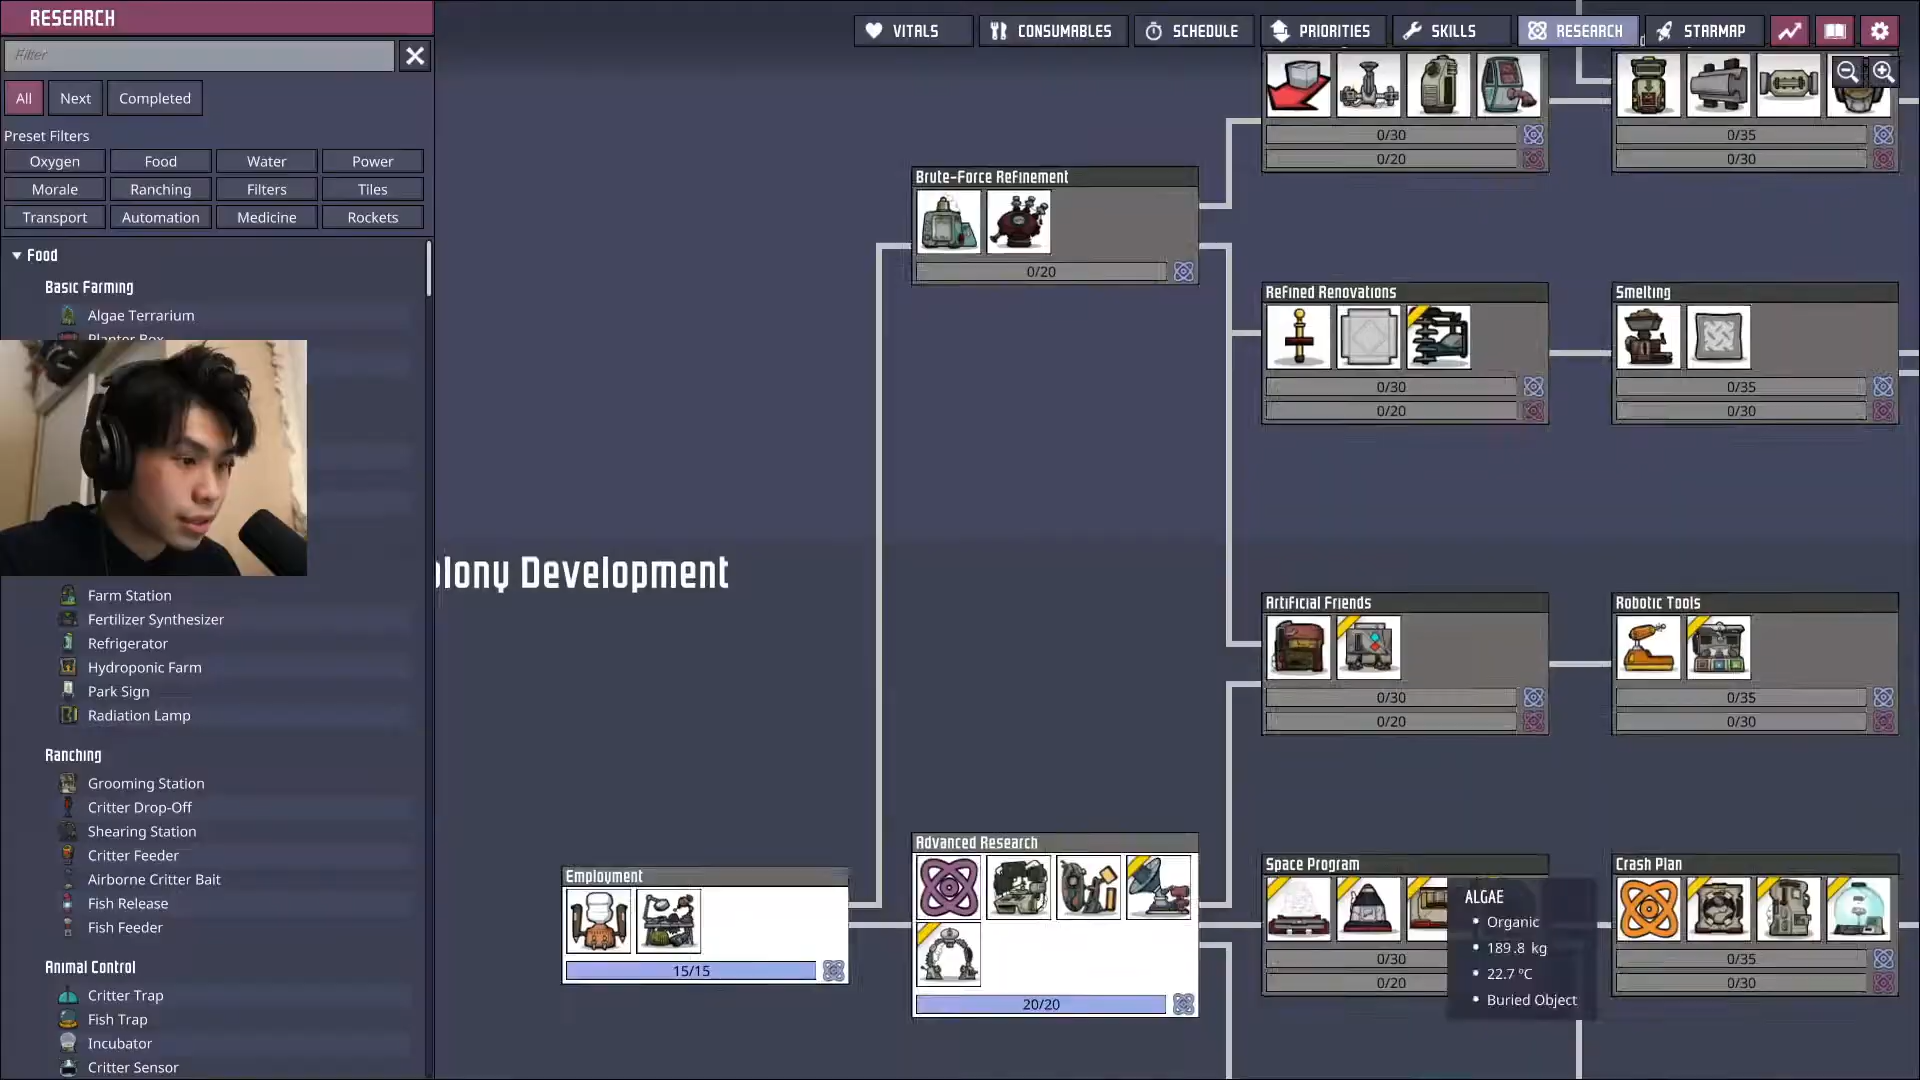 RESEARCH
Filter
All
Next
Completed
Preset Filters
Oxygen
Food
Water
Power
Morale
Ranching
Filters
Tiles
Transport
Automation
Medicine
Rockets
Food
Basic Farming
Algae Terrarium
Planter Box
Farm Station
Fertilizer Synthesizer
Refrigerator
Hydroponic Farm
Park Sign
Radiation Lamp
Ranching
Grooming Station
Critter Drop-Off
Shearing Station
Critter Feeder
Airborne Critter Bait
Fish Release
Fish Feeder
Animal Control
Critter Trap
Fish Trap
Incubator
Critter Sensor
VITALS
CONSUMABLES
SCHEDULE
PRIORITIES
SKILLS
RESEARCH
STARMAP
0/30
0/20
0/35
0/30
Brute-Force Refinement
0/20
Refined Renovations
0/30
0/20
Smelting
0/35
0/30
olony Development
Artificial Friends
0/30
0/20
Robotic Tools
0/35
0/30
Employment
15/15
Advanced Research
20/20
Space Program
0/30
0/20
Crash Plan
0/35
0/30
ALGAE
• Organic
• 189.8 kg
• 22.7 ºC
• Buried Object